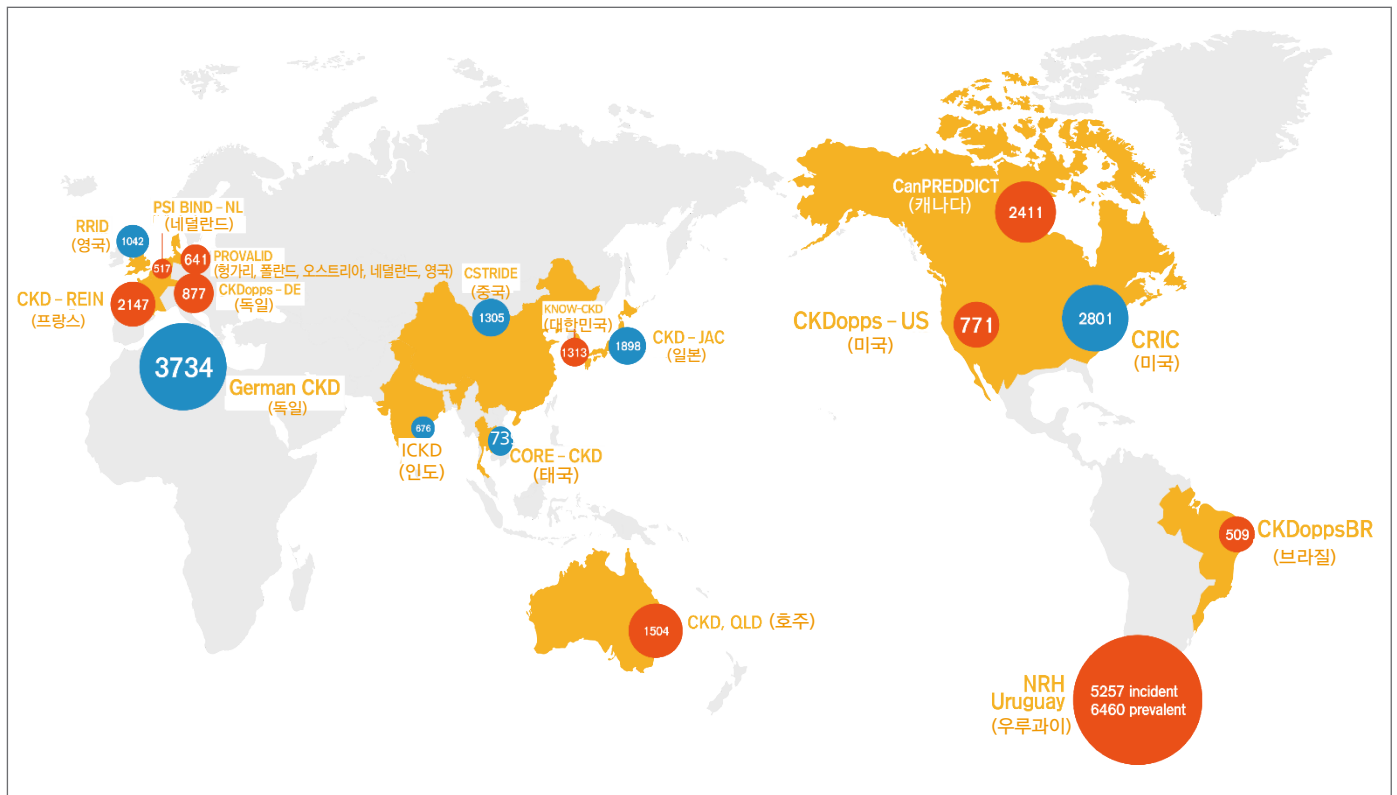 PSI BIND – NL
(네덜란드)
RRID
(영국)
1042
517
641
PROVALID
(헝가리, 폴란드, 오스트리아, 네덜란드, 영국)
877
CKDopps – DE
(독일)
CKD – REIN
(프랑스)
2147
3734
German CKD
(독일)
CSTRIDE
(중국)
1305
KNOW-CKD
(대한민국)
1313
1898
CKD – JAC
(일본)
676
ICKD
(인도)
73
CORE – CKD
(태국)
1504
CKD, QLD (호주)
CanPREDDICT
(캐나다)
2411
CKDopps – US
(미국)
771
2801
CRIC
(미국)
509
CKDoppsBR
(브라질)
NRH
Uruguay
(우루과이)
5257 incident
6460 prevalent